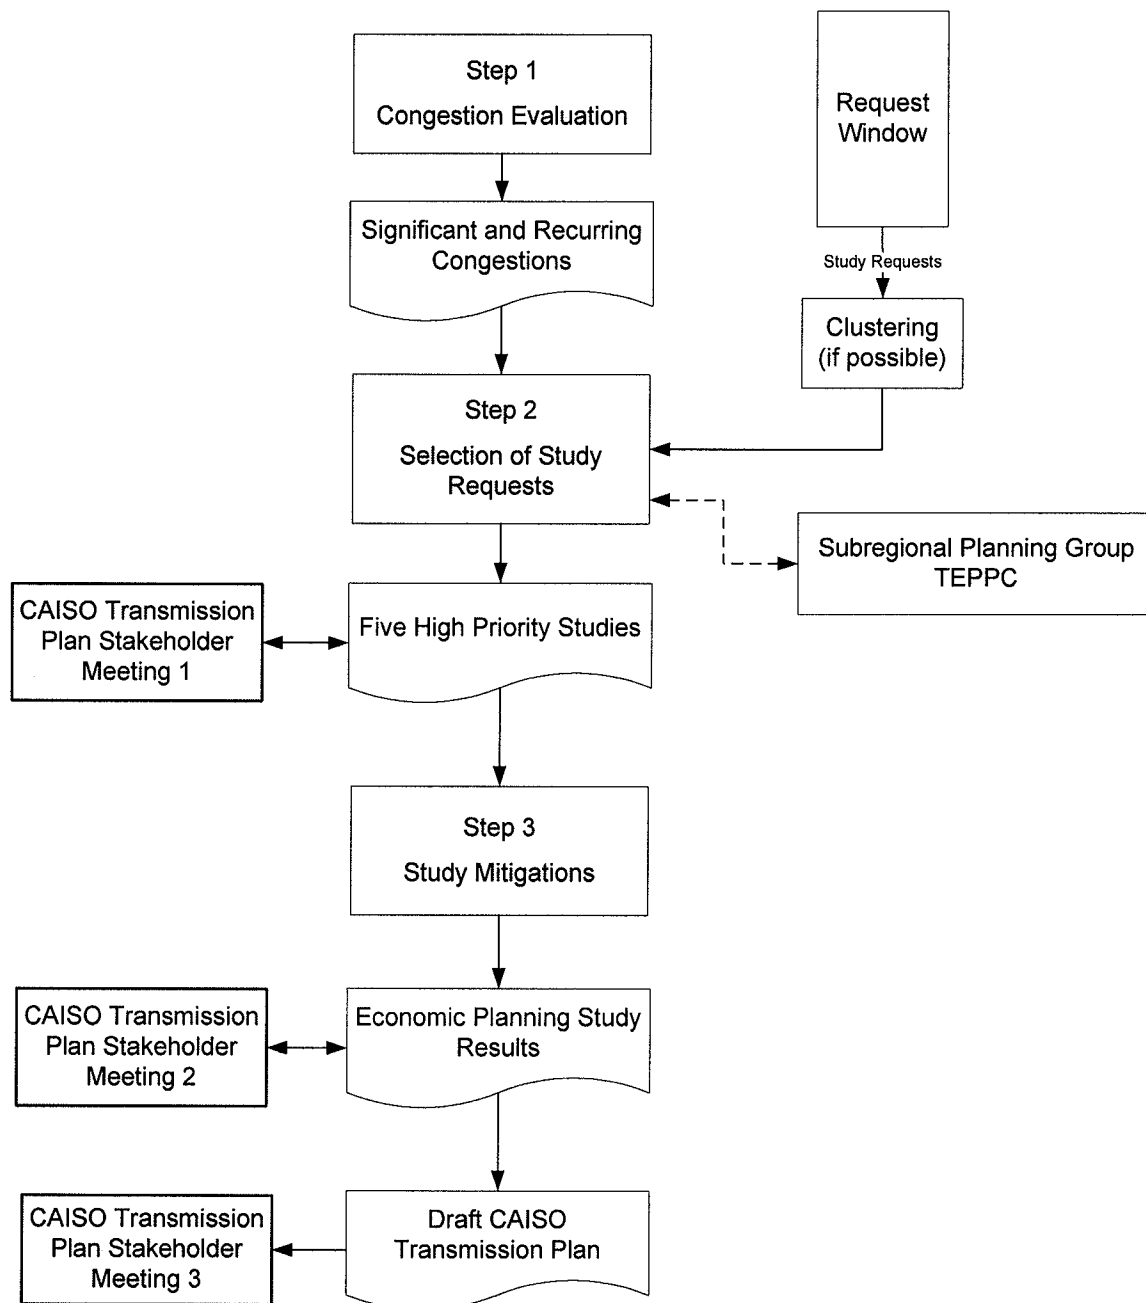 Step 1
Congestion Evaluation
Request
Window
Significant and Recurring
Congestions
Study Requests
Clustering
(if possible)
Step 2
Selection of Study
Requests
Subregional Planning Group
TEPPC
CAISO Transmission
Plan Stakeholder
Meeting 1
Five High Priority Studies
Step 3
Study Mitigations
CAISO Transmission
Plan Stakeholder
Meeting 2
Economic Planning Study
Results
CAISO Transmission
Plan Stakeholder
Meeting 3
Draft CAISO
Transmission Plan